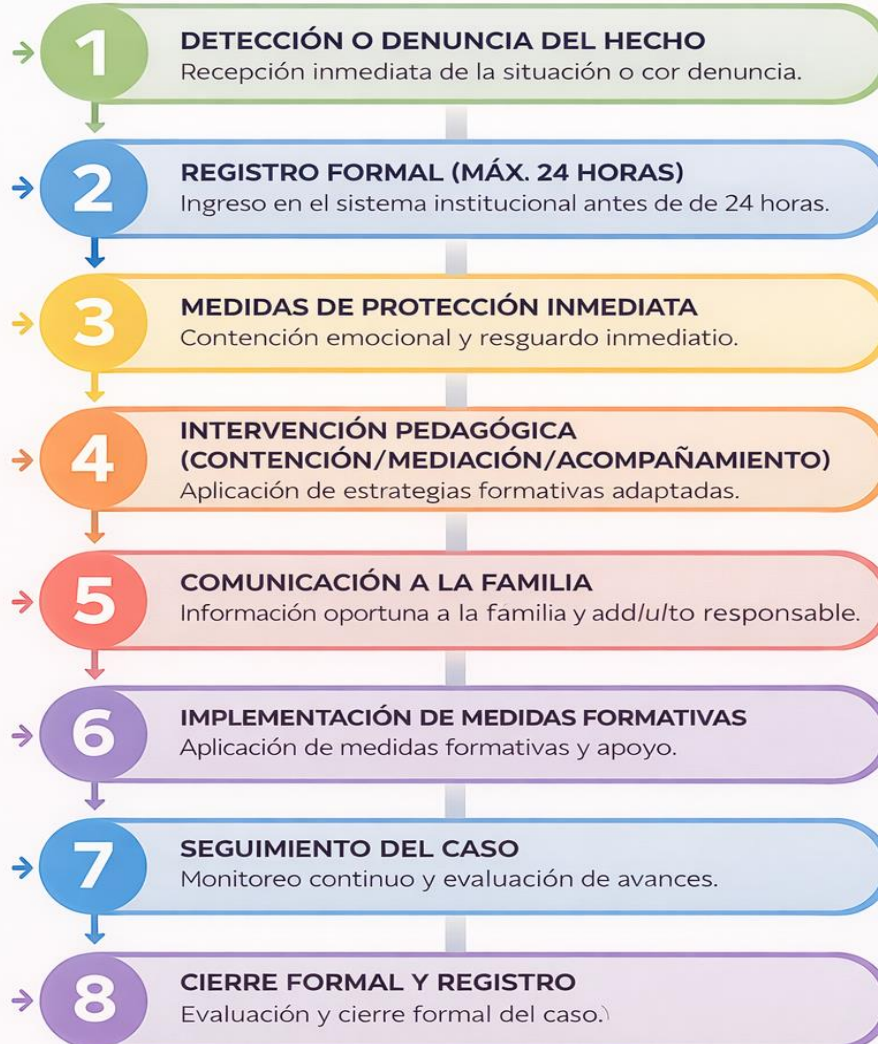 1
DETECCIÓN O DENUNCIA DEL HECHO
Recepción inmediata de la situación o cor denuncia.
2
REGISTRO FORMAL (MÁX. 24 HORAS)
Ingreso en el sistema institucional antes de de 24 horas.
3
MEDIDAS DE PROTECCIÓN INMEDIATA
Contención emocional y resguardo inmediatio.
4
INTERVENCIÓN PEDAGÓGICA
(CONTENCIÓN/MEDIACIÓN/ACOMPAÑAMIENTO)
Aplicación de estrategias formativas adaptadas.
5
COMUNICACIÓN A LA FAMILIA
Información oportuna a la familia y add/u/to responsable.
6
IMPLEMENTACIÓN DE MEDIDAS FORMATIVAS
Aplicación de medidas formativas y apoyo.
7
SEGUIMIENTO DEL CASO
Monitoreo continuo y evaluación de avances.
8
CIERRE FORMAL Y REGISTRO
Evaluación y cierre formal del caso.)